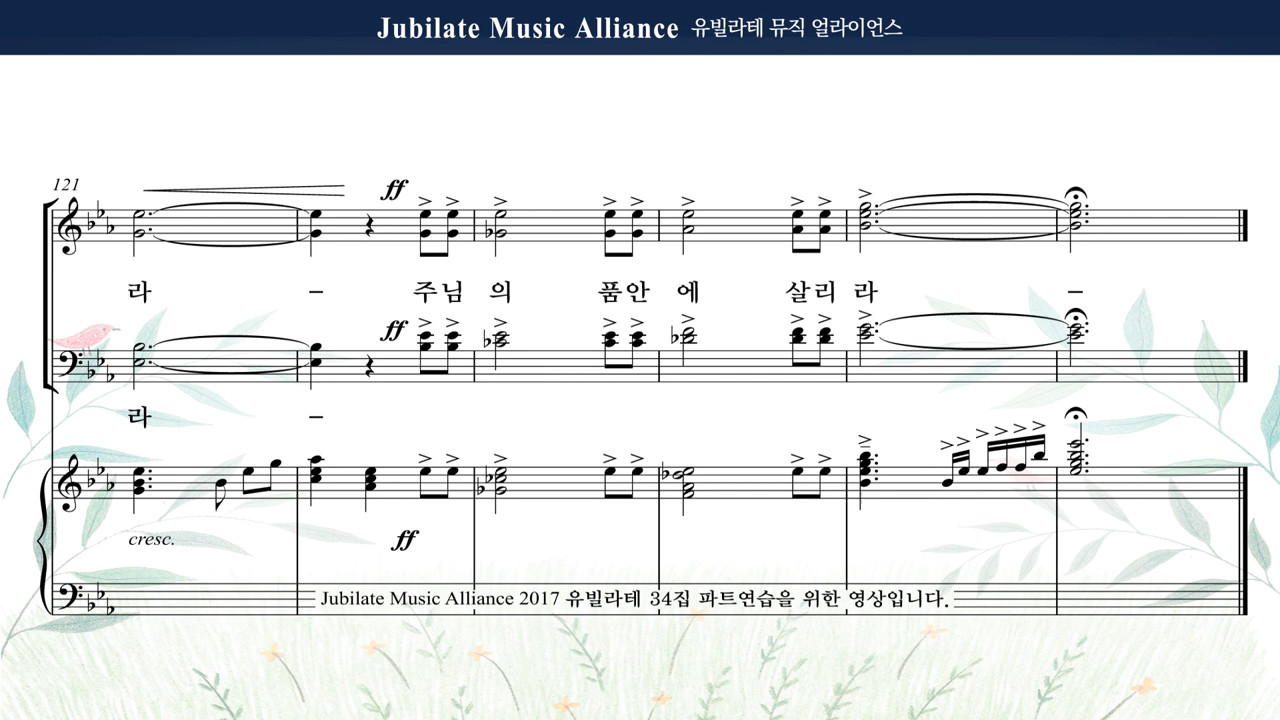 Jubilate Music Alliance 유빌라테 뮤직 얼라이언스
121
ff
라 – 주님 의 품안 에 살리 라 –
ff
라 –
cresc. ff
Jubilate Music Alliance 2017 유빌라테 34집 파트연습을 위한 영상입니다.